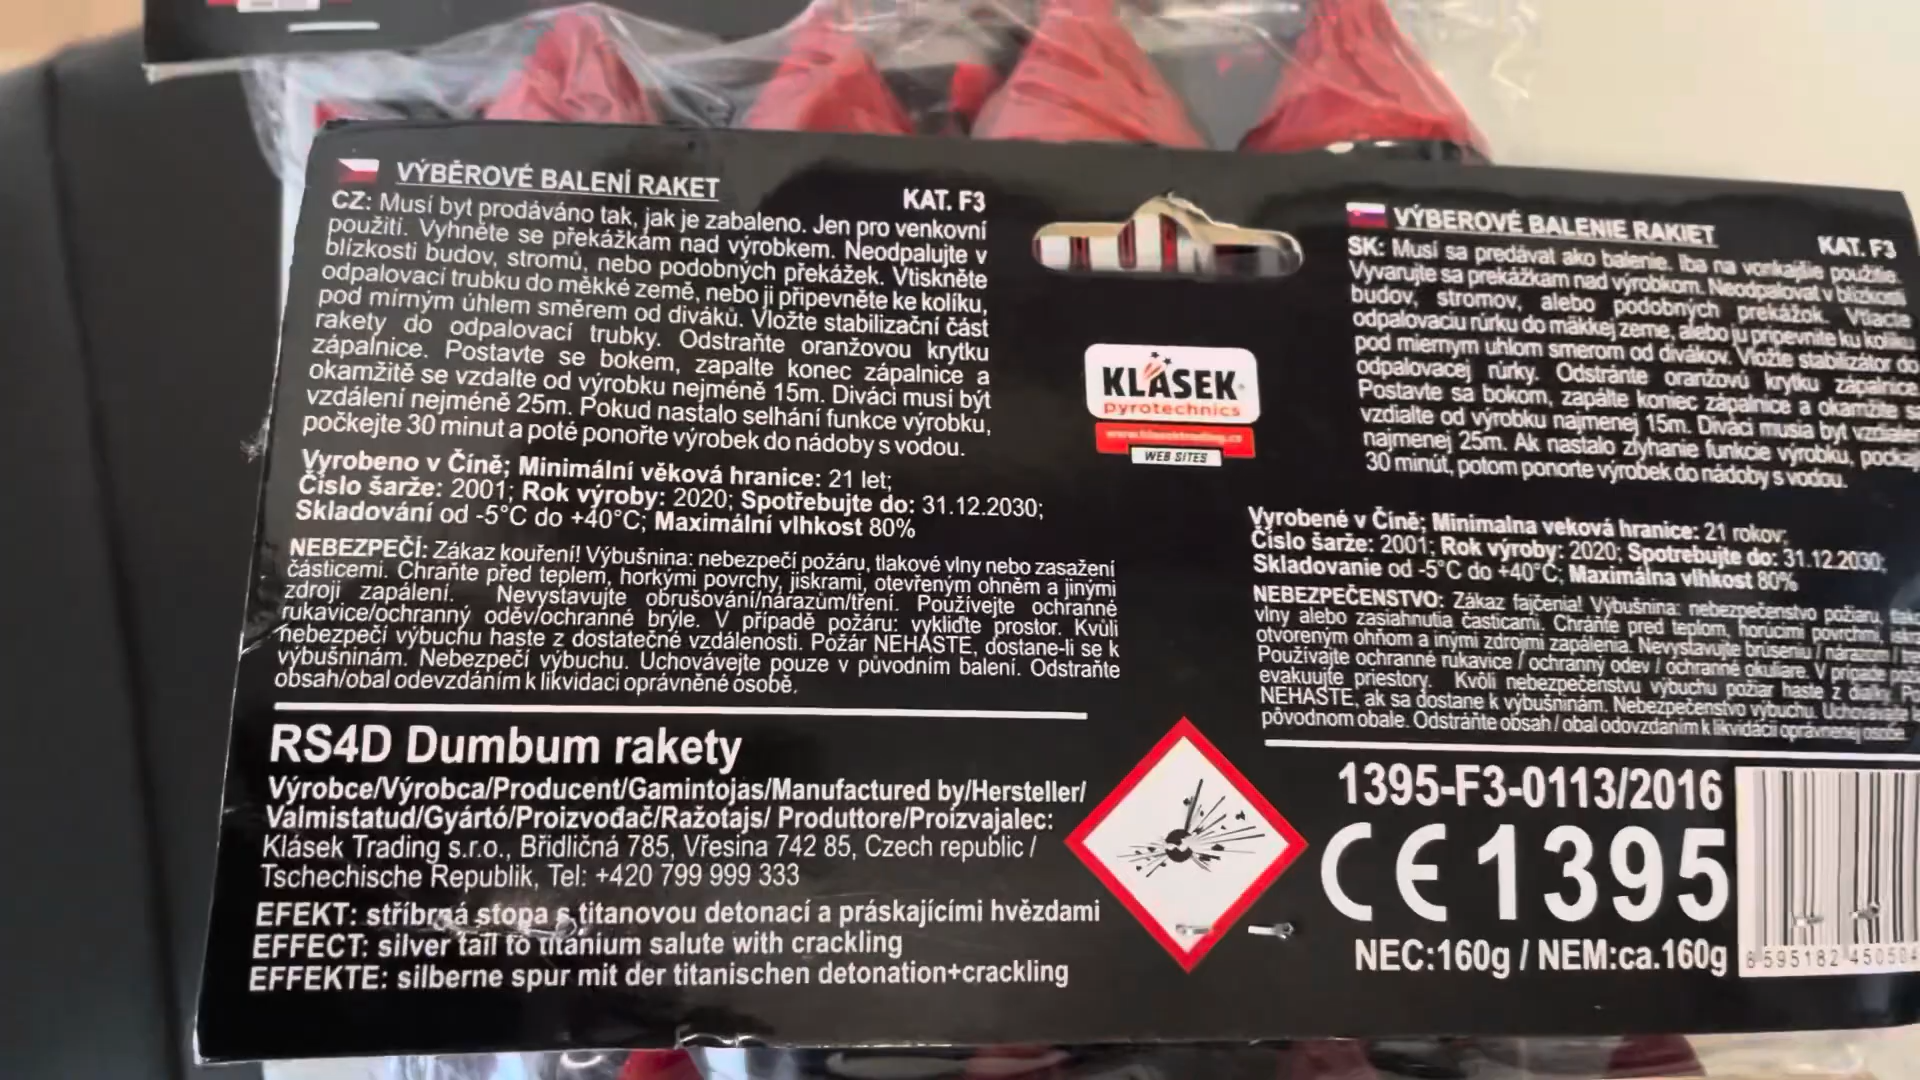 VÝBĚROVÉ BALENÍ RAKET
KAT. F3
CZ: Musí byt prodáváno tak, jak je zabaleno. Jen pro venkovní
použití. Vyhněte se překážkám nad výrobkem. Neodpalujte v
blízkosti budov, stromů, nebo podobných překážek. Vtiskněte
odpalovací trubku do měkké země, nebo ji připevněte ke kolíku,
pod mírným úhlem směrem od diváků. Vložte stabilizační část
rakety do odpalovací trubky. Odstraňte oranžovou krytku
zápalnice. Postavte se bokem, zapalte konec zápalnice a
okamžitě se vzdalte od výrobku nejméně 15m. Diváci musí být
vzdálení nejméně 25m. Pokud nastalo selhání funkce výrobku,
počkejte 30 minut a poté ponořte výrobek do nádoby s vodou.
Vyrobeno v Číně; Minimální věková hranice: 21 let;
Číslo šarže: 2001; Rok výroby: 2020; Spotřebujte do: 31.12.2030;
Skladování od -5°C do +40°C; Maximální vlhkost 80%
NEBEZPEČÍ: Zákaz kouření! Výbušnina: nebezpečí požáru, tlakové vlny nebo zasažení
částicemi. Chraňte před teplem, horkými povrchy, jiskrami, otevřeným ohněm a jinými
zdroji zapálení. Nevystavujte obrušování/nárazům/tření. Používejte ochranné
rukavice/ochranný oděv/ochranné brýle. V případě požáru: vykliďte prostor. Kvůli
nebezpečí výbuchu haste z dostatečné vzdálenosti. Požár NEHASTE, dostane-li se k
výbušninám. Nebezpečí výbuchu. Uchovávejte pouze v původním balení. Odstraňte
obsah/obal odevzdáním k likvidaci oprávněné osobě.
RS4D Dumbum rakety
Výrobce/Výrobca/Producent/Gamintojas/Manufactured by/Hersteller/
Valmistatud/Gyártó/Proizvođač/Ražotajs/ Produttore/Proizvajalec:
Klásek Trading s.r.o., Břidličná 785, Vřesina 742 85, Czech republic /
Tschechische Republik, Tel: +420 799 999 333
EFEKT: stříbrná stopa s titanovou detonací a práskajícími hvězdami
EFFECT: silver tail to titanium salute with crackling
EFFEKTE: silberne spur mit der titanischen detonation+crackling
KLÁSEK
pyrotechnics
www.klasektrading.cz
WEB SITES
VÝBEROVÉ BALENIE RAKIET
KAT. F3
SK: Musí sa predávat ako balenie. Iba na vonkajšie použitie.
Vyvarujte sa prekážkam nad výrobkom. Neodpalovat v blízkosti
budov, stromov, alebo podobných prekážok. Vtlacte
odpalovaciu rúrku do mäkkej zeme, alebo ju pripevnite ku kolíku
pod miernym uhlom smerom od divákov. Vložte stabilizátor do
odpalovacej rúrky. Odstránte oranžovú krytku zápalnice.
Postavte sa bokom, zapálte koniec zápalnice a okamžite sa
vzdialte od výrobku najmenej 15m. Diváci musia byt vzdialení
najmenej 25m. Ak nastalo zlyhanie funkcie výrobku,
30 minút, potom ponorte výrobek do nádoby s vodou.
Vyrobené v Číně; Minimalna veková hranice: 21 rokov;
Číslo šarže: 2001; Rok výroby: 2020; Spotrebujte do: 31.12.2030;
Skladovanie od -5°C do +40°C; Maximálna vlhkost 80%
NEBEZPEČENSTVO: Zákaz fajčenia! Výbušnina: nebezpečenstvo požiaru,
vlny alebo zasiahnutia časticami. Chráňte pred teplom, horúcimi povrchmi,
otvoreným ohňom a inými zdrojmi zapálenia. Nevystavujte brúseniu / nárazom /
Používajte ochranné rukavice / ochranný odev / ochranné okuliare. V prípade
evakuujte priestory. Kvôli nebezpečenstvu výbuchu požiar haste z diaľky.
NEHASTE, ak sa dostane k výbušninám. Nebezpečenstvo výbuchu.
pôvodnom obale. Odstráňte obsah / obal odovzdaním k likvidácii oprávnenej osobe.
1395-F3-0113/2016
CE 1395
NEC:160g / NEM:ca.160g
8 595182 450504